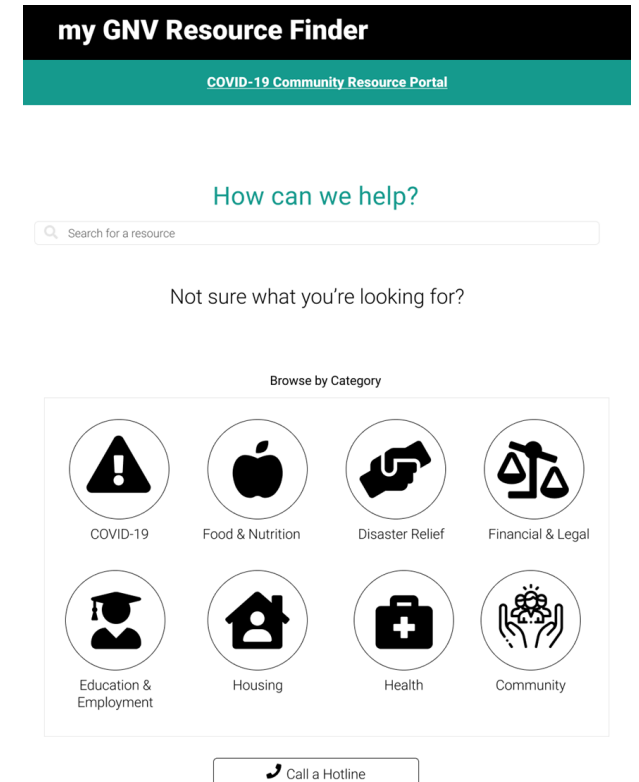 my GNV Resource Finder
COVID-19 Community Resource Portal
How can we help?
Search for a resource
Not sure what you’re looking for?
Browse by Category
COVID-19
Food & Nutrition
Disaster Relief
Financial & Legal
Education &
Employment
Housing
Health
Community
Call a Hotline